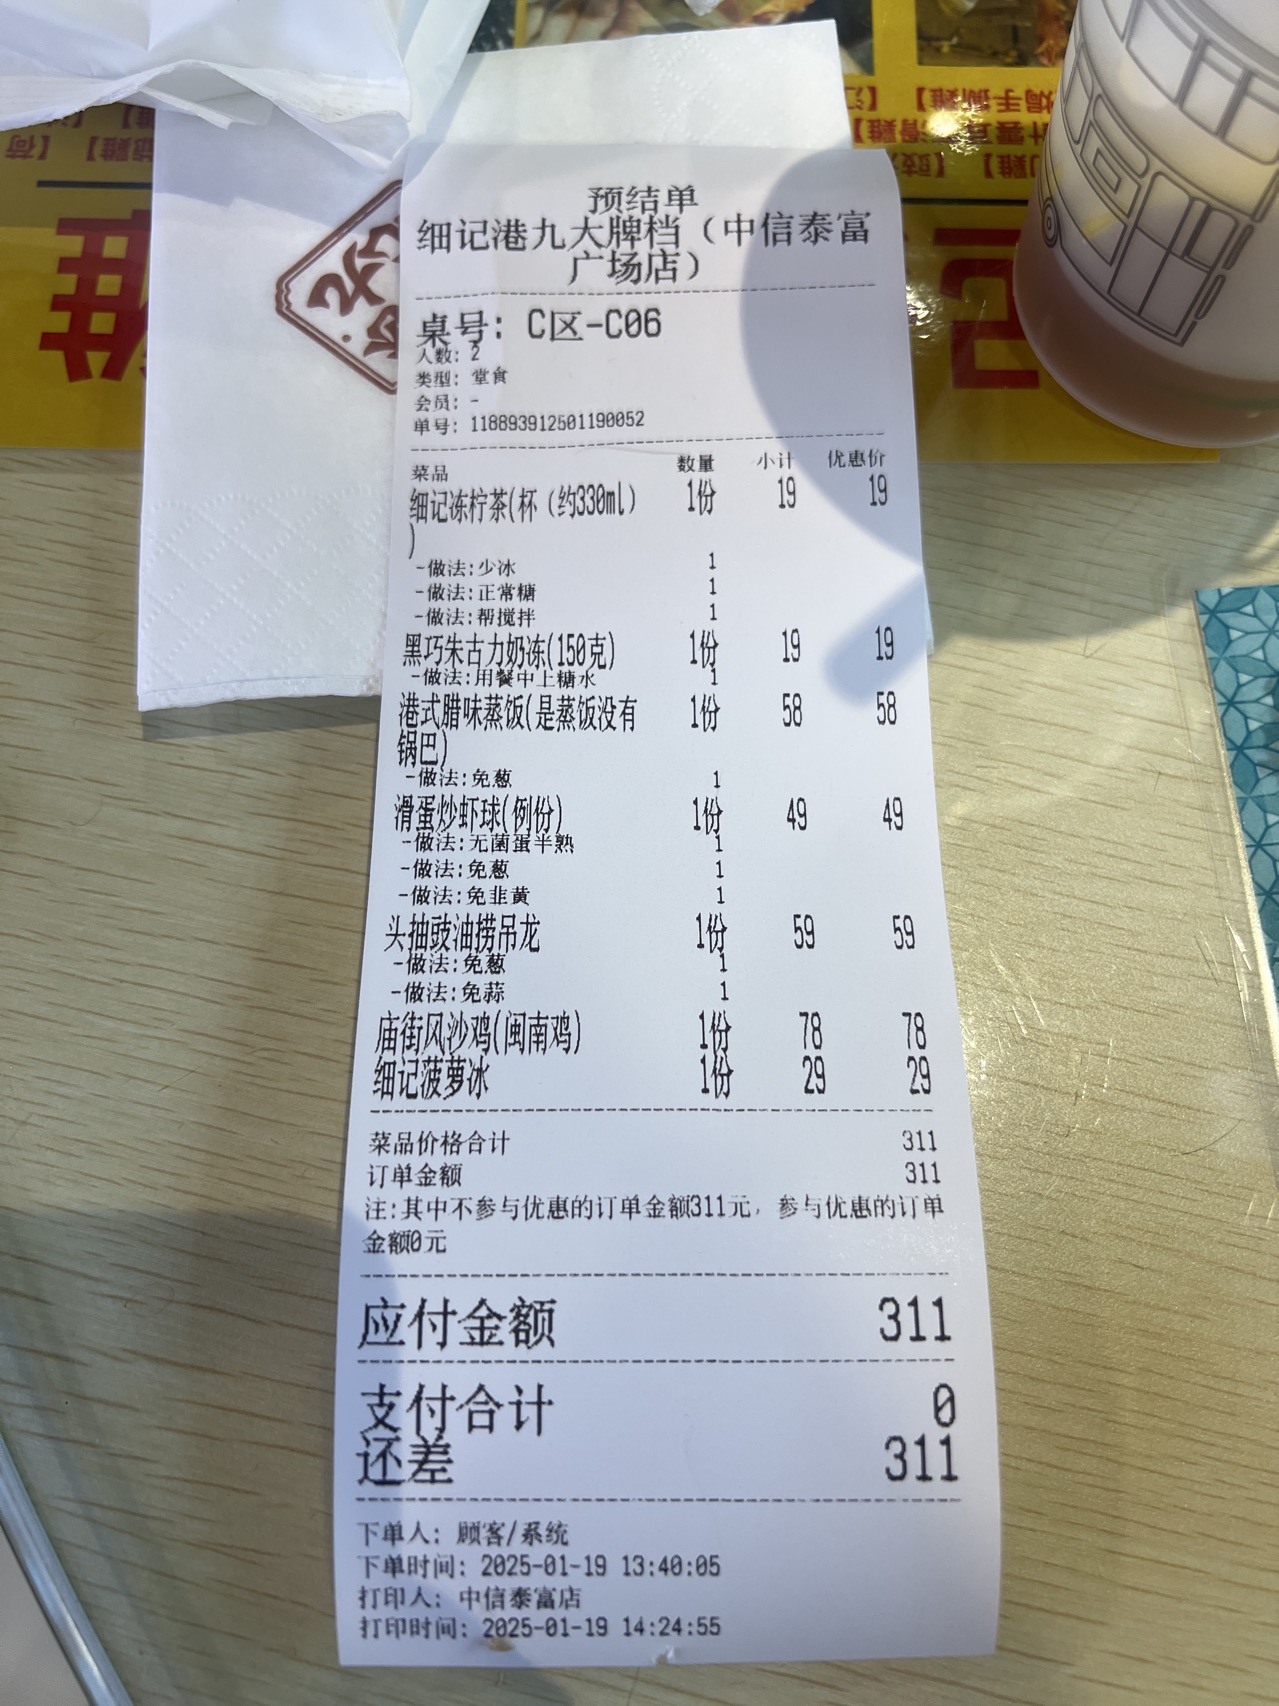 预结单
细记港九大牌档（中信泰富
广场店）
桌号: C区-C06
人数: 2
类型: 堂食
会员: -
单号: 118893912501190052
菜品 数量 小计 优惠价
细记冻柠茶(杯（约330ml） 1份 19 19
)
-做法:少冰 1
-做法:正常糖 1
-做法:帮搅拌 1
黑巧朱古力奶冻(150克) 1份 19 19
-做法:用餐中上糖水 1
港式腊味蒸饭(是蒸饭没有 1份 58 58
锅巴)
-做法:免葱 1
滑蛋炒虾球(例份) 1份 49 49
-做法:无菌蛋半熟 1
-做法:免葱 1
-做法:免韭黄 1
头抽豉油捞吊龙 1份 59 59
-做法:免葱 1
-做法:免蒜 1
庙街风沙鸡(闽南鸡) 1份 78 78
细记菠萝冰 1份 29 29
菜品价格合计 311
订单金额 311
注:其中不参与优惠的订单金额311元，参与优惠的订单
金额0元
应付金额 311
支付合计 0
还差 311
下单人: 顾客/系统
下单时间: 2025-01-19 13:40:05
打印人: 中信泰富店
打印时间: 2025-01-19 14:24:55